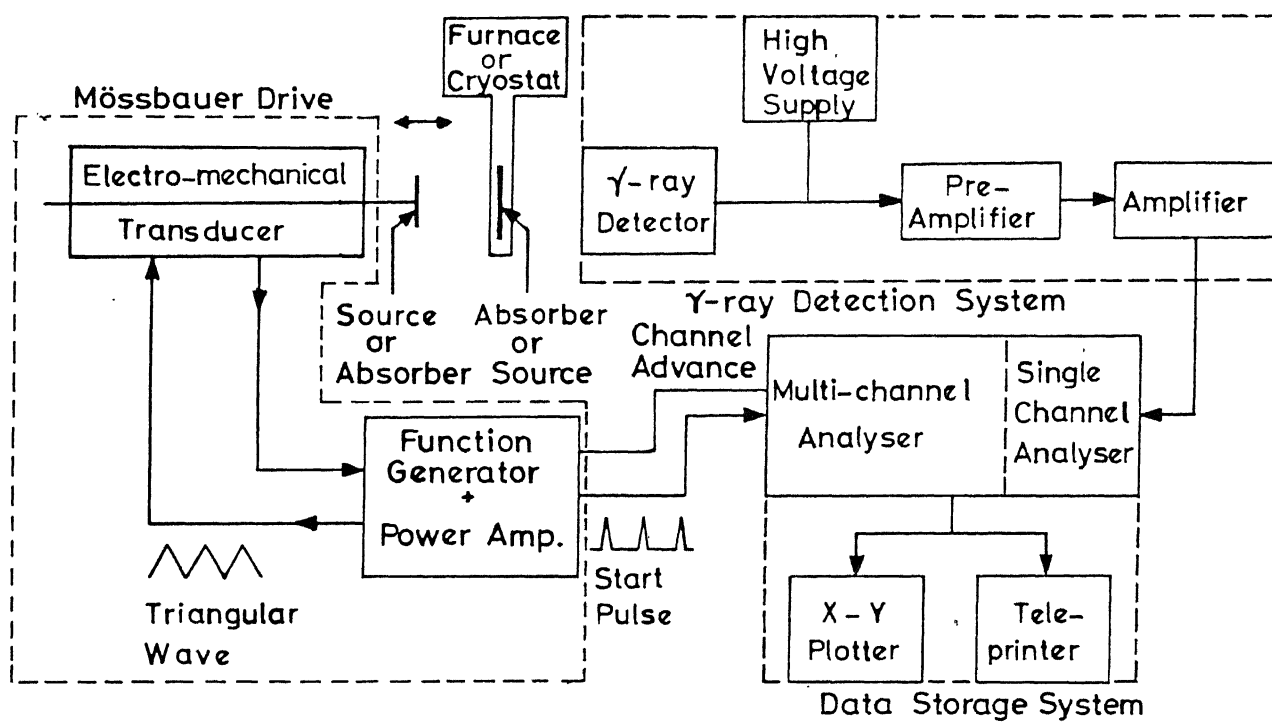 Furnace
or
Cryostat
High
Voltage
Supply
Mössbauer Drive
Electro-mechanical
Transducer
γ-ray
Detector
Pre-
Amplifier
Amplifier
Source
or
Absorber
Absorber
or
Source
γ-ray Detection System
Channel
Advance
Multi-channel
Analyser
Single
Channel
Analyser
Function
Generator
+
Power Amp.
Triangular
Wave
Start
Pulse
X-Y
Plotter
Tele-
printer
Data Storage System